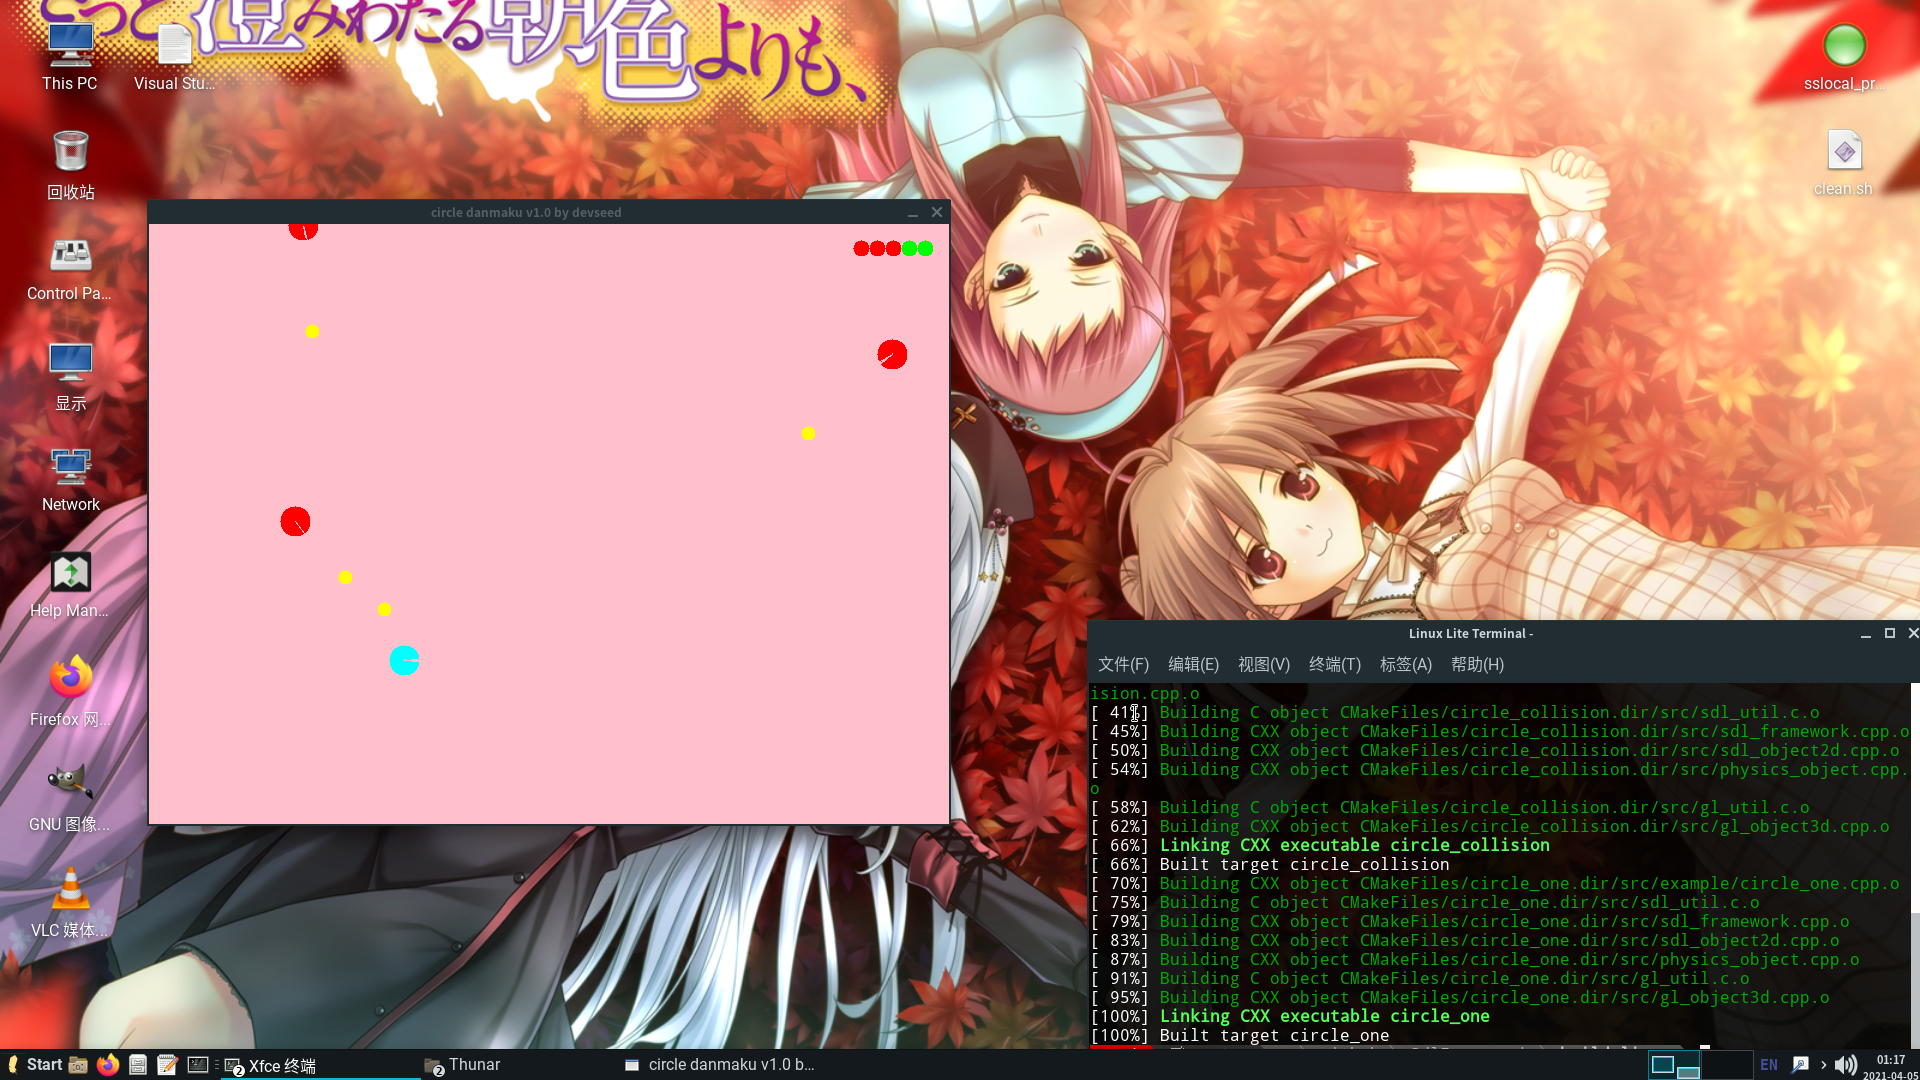 きっと澄みわたる朝色よりも、
This PC
Visual Stu...
sslocal_pr...
回收站
clean.sh
circle danmaku v1.0 by devseed
Control Pa...
显示
Network
Help Man...
Firefox 网...
GNU 图像...
VLC 媒体...
Linux Lite Terminal -
文件(F) 编辑(E) 视图(V) 终端(T) 标签(A) 帮助(H)
ision.cpp.o
[ 41%] Building C object CMakeFiles/circle_collision.dir/src/sdl_util.c.o
[ 45%] Building CXX object CMakeFiles/circle_collision.dir/src/sdl_framework.cpp.o
[ 50%] Building CXX object CMakeFiles/circle_collision.dir/src/sdl_object2d.cpp.o
[ 54%] Building CXX object CMakeFiles/circle_collision.dir/src/physics_object.cpp.
o
[ 58%] Building C object CMakeFiles/circle_collision.dir/src/gl_util.c.o
[ 62%] Building CXX object CMakeFiles/circle_collision.dir/src/gl_object3d.cpp.o
[ 66%] Linking CXX executable circle_collision
[ 66%] Built target circle_collision
[ 70%] Building CXX object CMakeFiles/circle_one.dir/src/example/circle_one.cpp.o
[ 75%] Building C object CMakeFiles/circle_one.dir/src/sdl_util.c.o
[ 79%] Building CXX object CMakeFiles/circle_one.dir/src/sdl_framework.cpp.o
[ 83%] Building CXX object CMakeFiles/circle_one.dir/src/sdl_object2d.cpp.o
[ 87%] Building CXX object CMakeFiles/circle_one.dir/src/physics_object.cpp.o
[ 91%] Building C object CMakeFiles/circle_one.dir/src/gl_util.c.o
[ 95%] Building CXX object CMakeFiles/circle_one.dir/src/gl_object3d.cpp.o
[100%] Linking CXX executable circle_one
[100%] Built target circle_one
Start
2 Xfce 终端
2 Thunar
circle danmaku v1.0 b...
EN
01:17
2021-04-05